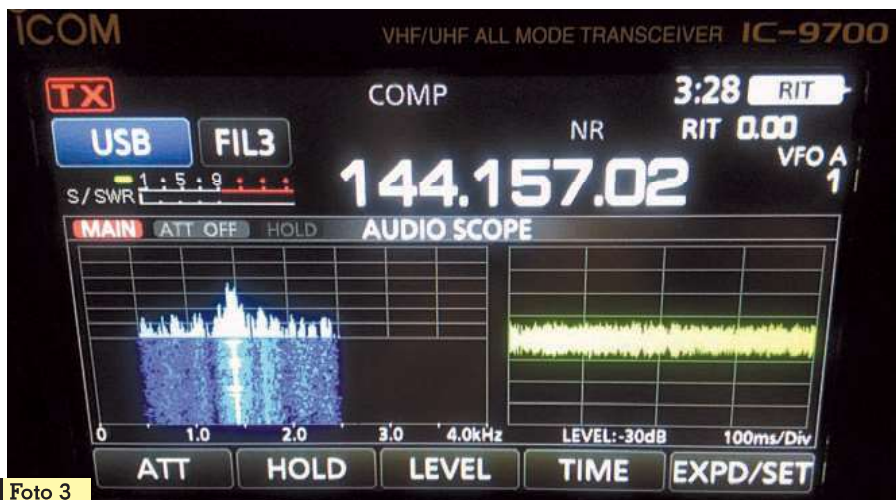 ICOM VHF/UHF ALL MODE TRANSCEIVER IC-9700
TX COMP 3:28 RIT
USB FIL3 NR RIT 0.00
VFO A
S/SWR 1 5 9 144.157.02 1
MAIN ATT OFF HOLD AUDIO SCOPE
0 1.0 2.0 3.0 4.0kHz LEVEL:-30dB 100ms/Div
ATT HOLD LEVEL TIME EXPD/SET
Foto 3